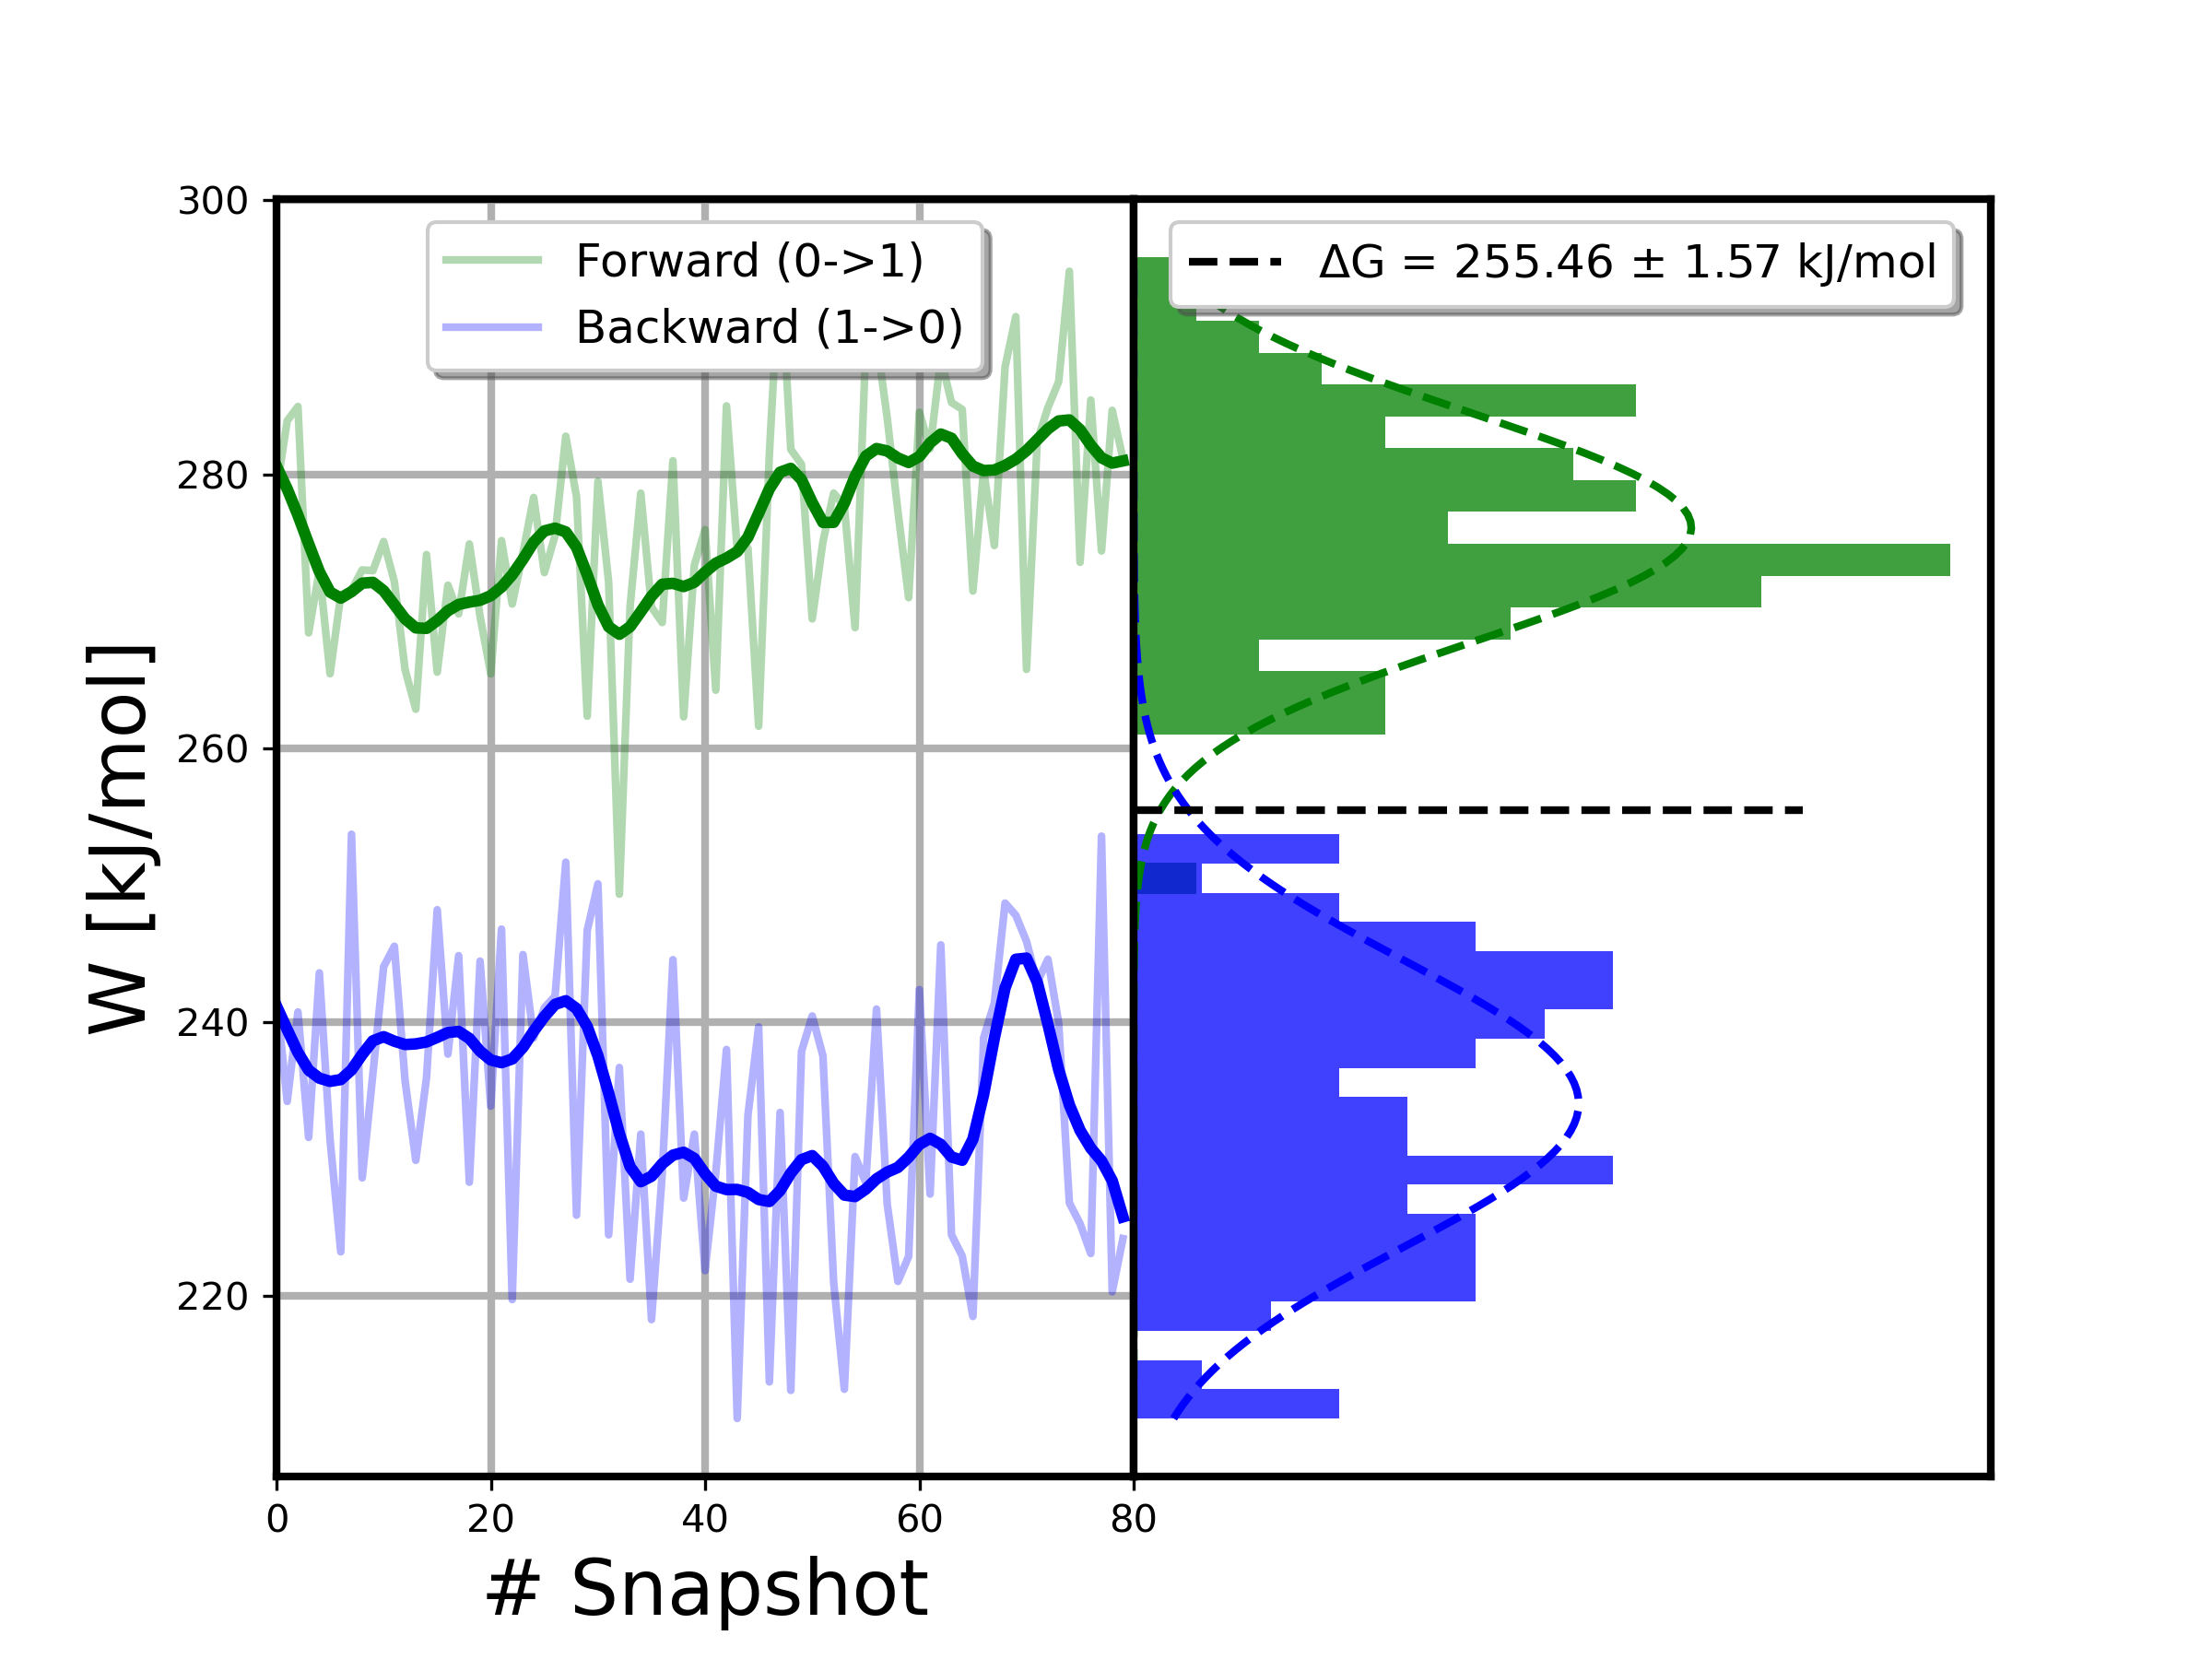 300
280
260
240
220
W [kJ/mol]
Forward (0->1)
Backward (1->0)
ΔG = 255.46 ± 1.57 kJ/mol
0 20 40 60 80
# Snapshot